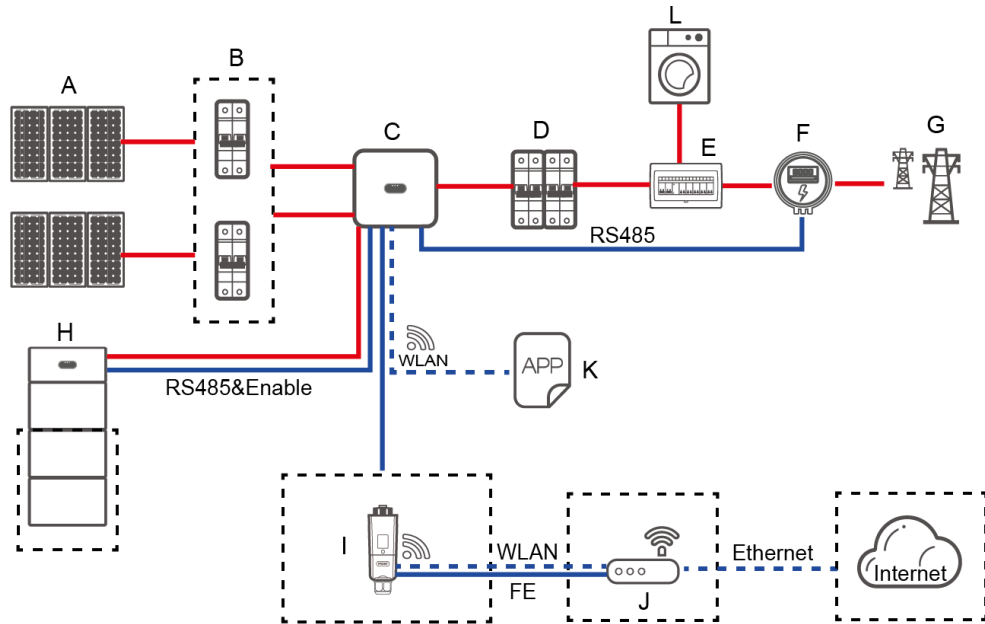 L
B
A
C
D
E
F
G
RS485
H
WLAN
APP
K
RS485&Enable
I
WLAN
FE
J
Ethernet
Internet